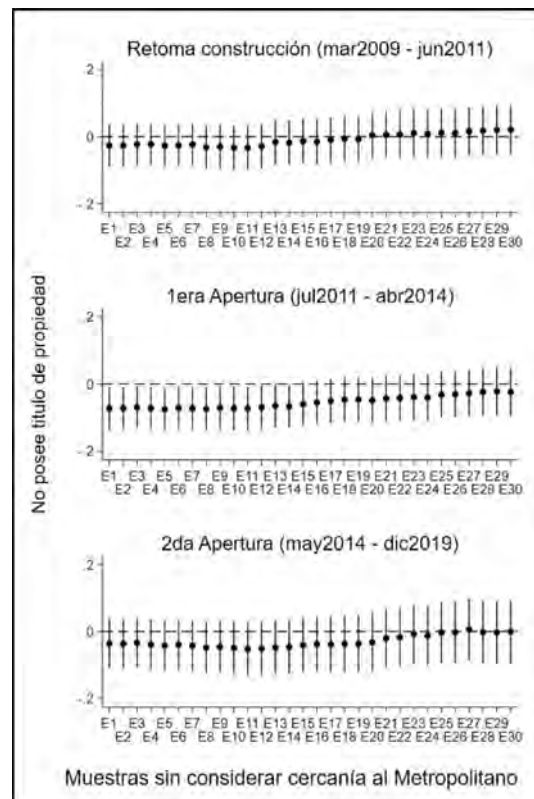 Retoma construcción (mar2009 - jun2011)
.2
0
-.2
E1 E3 E5 E7 E9 E11 E13 E15 E17 E19 E21 E23 E25 E27 E29
E2 E4 E6 E8 E10 E12 E14 E16 E18 E20 E22 E24 E26 E28 E30
1era Apertura (jul2011 - abr2014)
.2
0
-.2
E1 E3 E5 E7 E9 E11 E13 E15 E17 E19 E21 E23 E25 E27 E29
E2 E4 E6 E8 E10 E12 E14 E16 E18 E20 E22 E24 E26 E28 E30
2da Apertura (may2014 - dic2019)
.2
0
-.2
E1 E3 E5 E7 E9 E11 E13 E15 E17 E19 E21 E23 E25 E27 E29
E2 E4 E6 E8 E10 E12 E14 E16 E18 E20 E22 E24 E26 E28 E30
No posee titulo de propiedad
Muestras sin considerar cercanía al Metropolitano